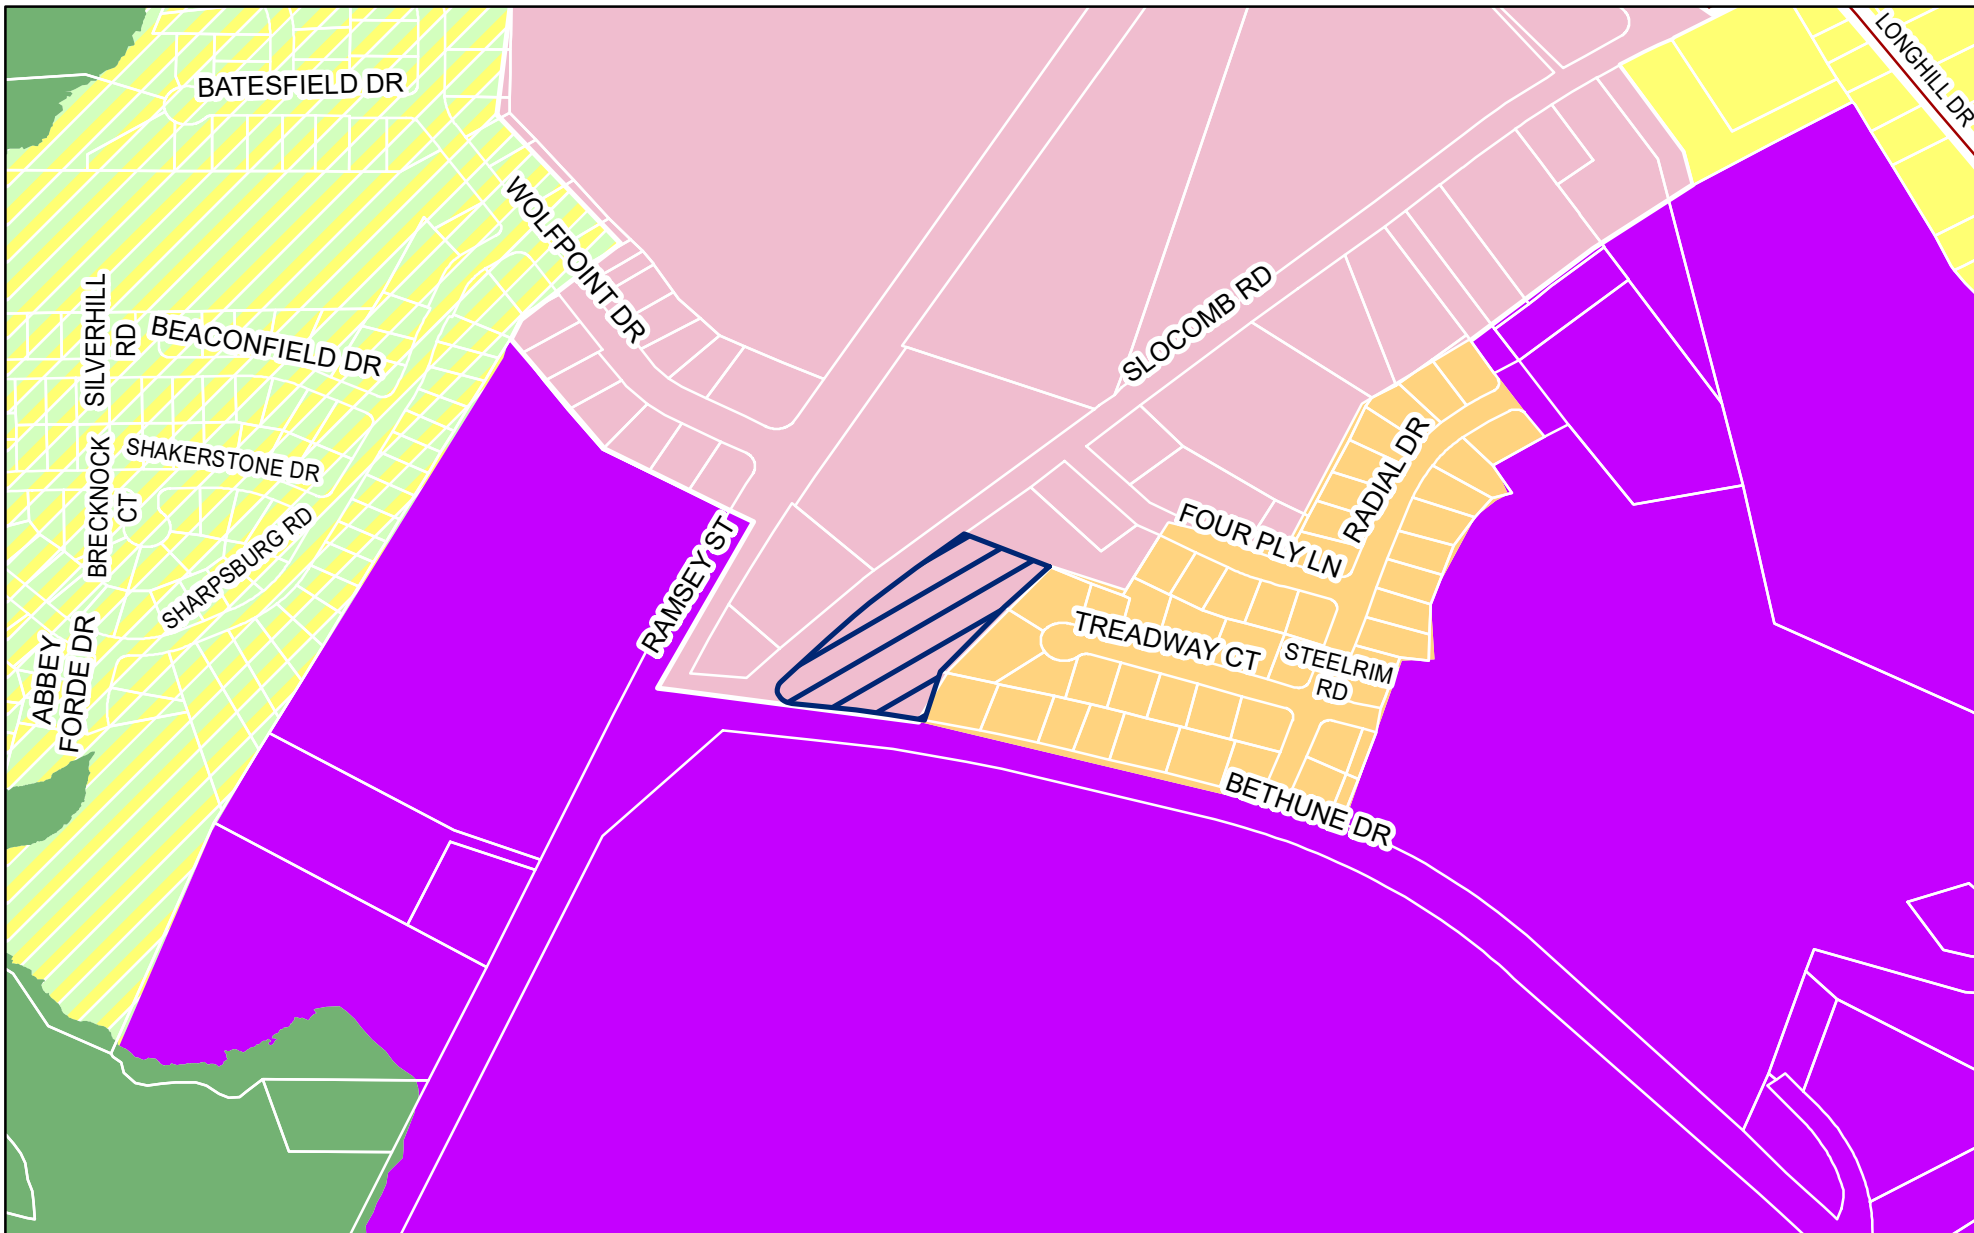 LONGHILL DR
BATESFIELD DR
WOLFPOINT DR
SILVERHILL
RD
BEACONFIELD DR
SLOCOMB RD
BRECKNOCK
CT
SHAKERSTONE DR
RADIAL DR
SHARPSBURG RD
FOUR PLY LN
RAMSEY ST
ABBEY
FORDE DR
TREADWAY CT
STEELRIM
RD
BETHUNE DR